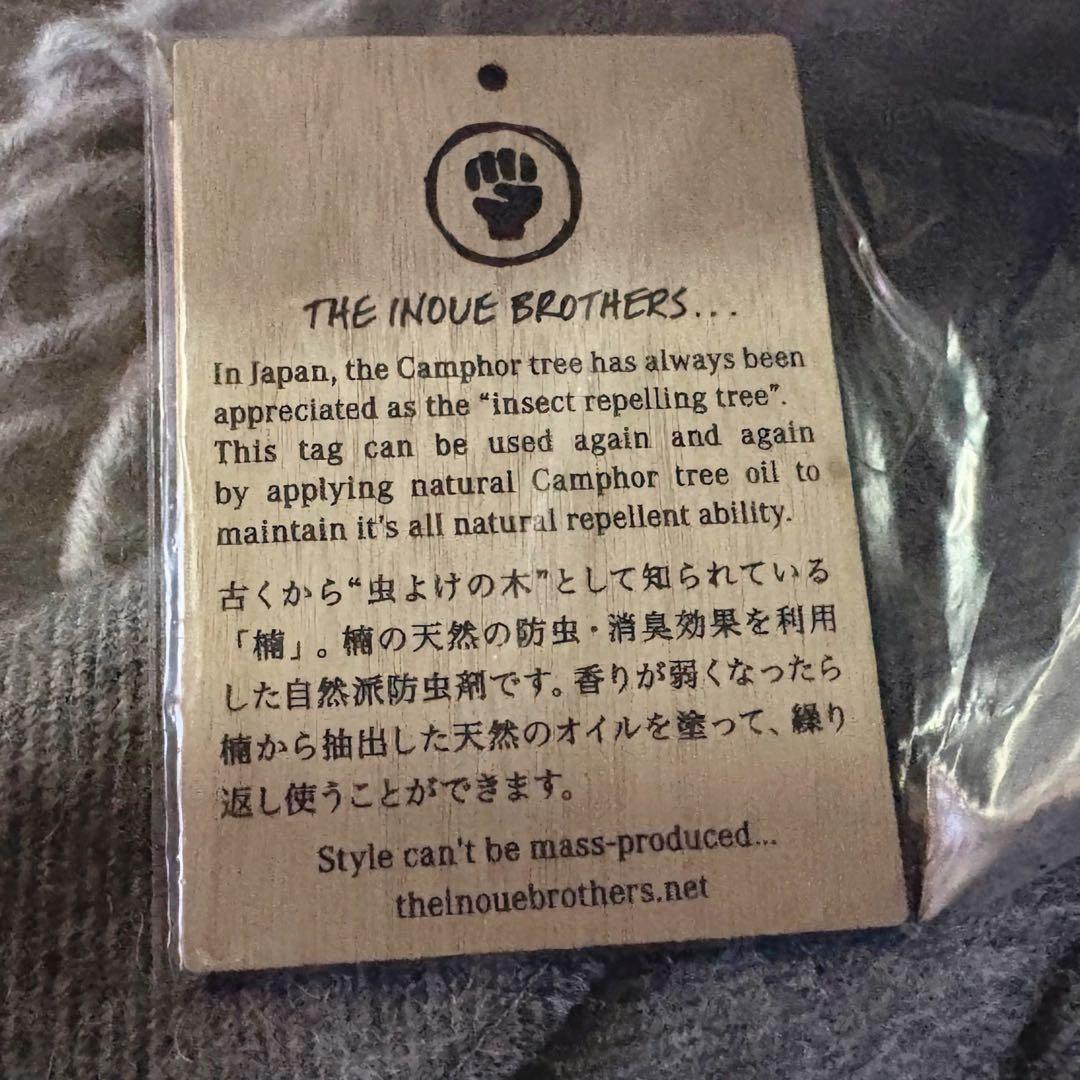 THE INOUE BROTHERS...
In Japan, the Camphor tree has always been
appreciated as the “insect repelling tree”.
This tag can be used again and again
by applying natural Camphor tree oil to
maintain it's all natural repellent ability.
古くから“虫よけの木”として知られている
「楠」。楠の天然の防虫・消臭効果を利用
した自然派防虫剤です。香りが弱くなったら
楠から抽出した天然のオイルを塗って、繰り
返し使うことができます。
Style can't be mass-produced...
theinouebrothers.net